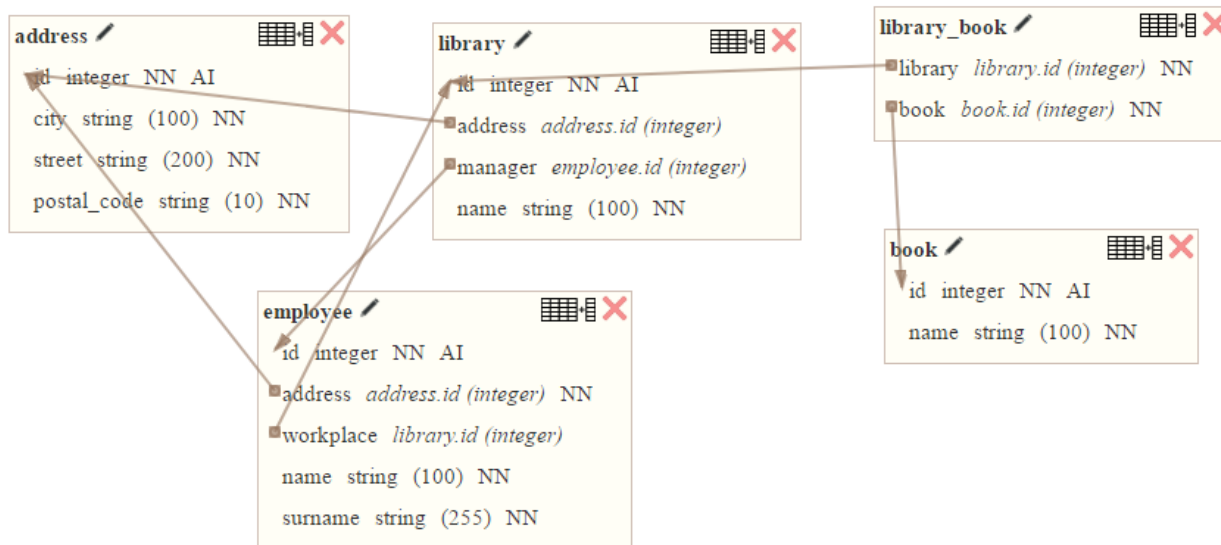 address
id integer NN AI
city string (100) NN
street string (200) NN
postal_code string (10) NN
library
id integer NN AI
address address.id (integer)
manager employee.id (integer)
name string (100) NN
library_book
library library.id (integer) NN
book book.id (integer) NN
book
id integer NN AI
name string (100) NN
employee
id integer NN AI
address address.id (integer) NN
workplace library.id (integer)
name string (100) NN
surname string (255) NN